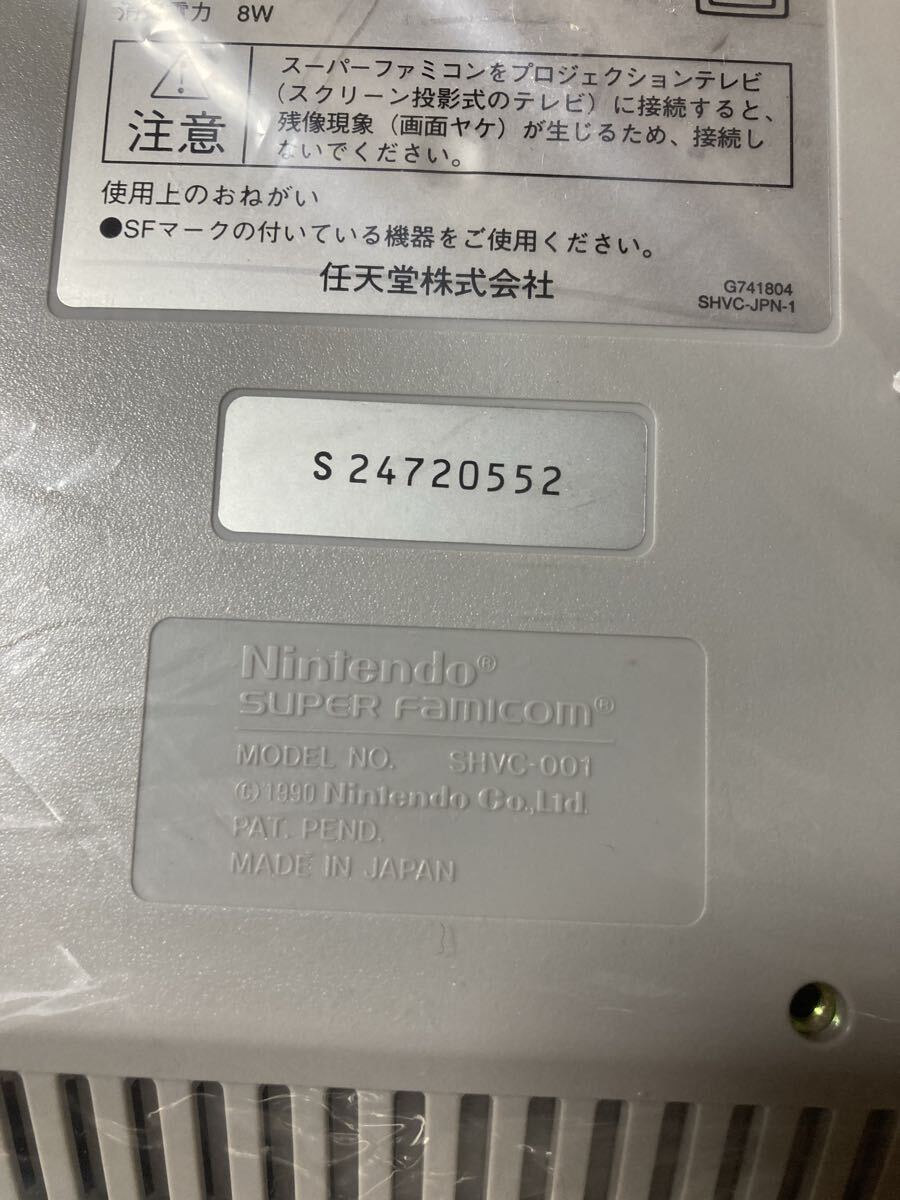 消費電力 8W
注意
スーパーファミコンをプロジェクションテレビ
(スクリーン投影式のテレビ)に接続すると、
残像現象(画面ヤケ)が生じるため、接続し
ないでください。
使用上のおねがい
●SFマークの付いている機器をご使用ください。
任天堂株式会社
G741804
SHVC-JPN-1
S 24720552
Nintendo®
SUPER Famicom®
MODEL NO. SHVC-001
©1990 Nintendo Co.,Ltd.
PAT. PEND.
MADE IN JAPAN